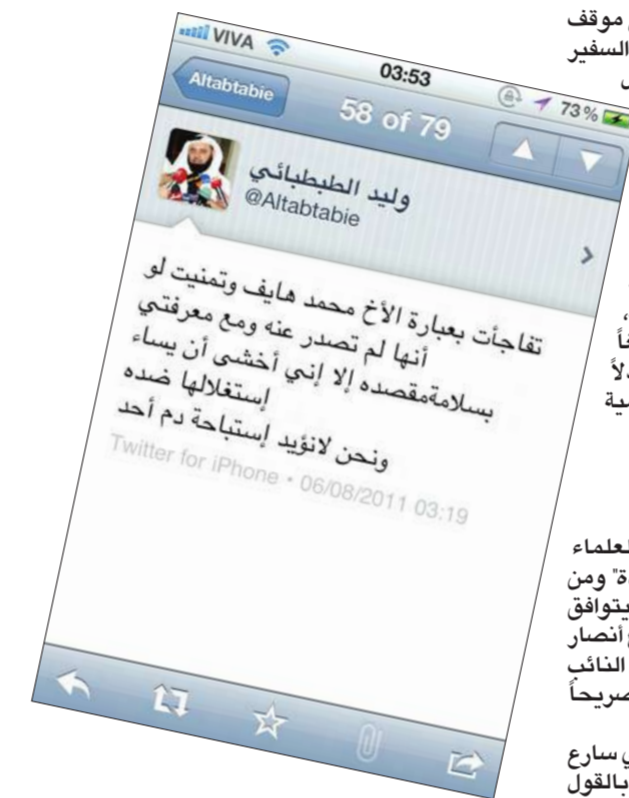 VIVA 03:53 73%
Altabtabie 58 of 79
وليد الطبطبائي
@Altabtabie
تفاجأت بعبارة الأخ محمد هايف وتمنيت لو
أنها لم تصدر عنه ومع معرفتي
بسلامةمقصده إلا إني أخشى أن يساء
إستغلالها ضده
ونحن لانؤيد إستباحة دم أحد
Twitter for iPhone • 06/08/2011 03:19
موقف
السفير
لعلماء
دة" ومن
يتوافق
أنصار
النائب
صريحاً
ي سارع
بالقول